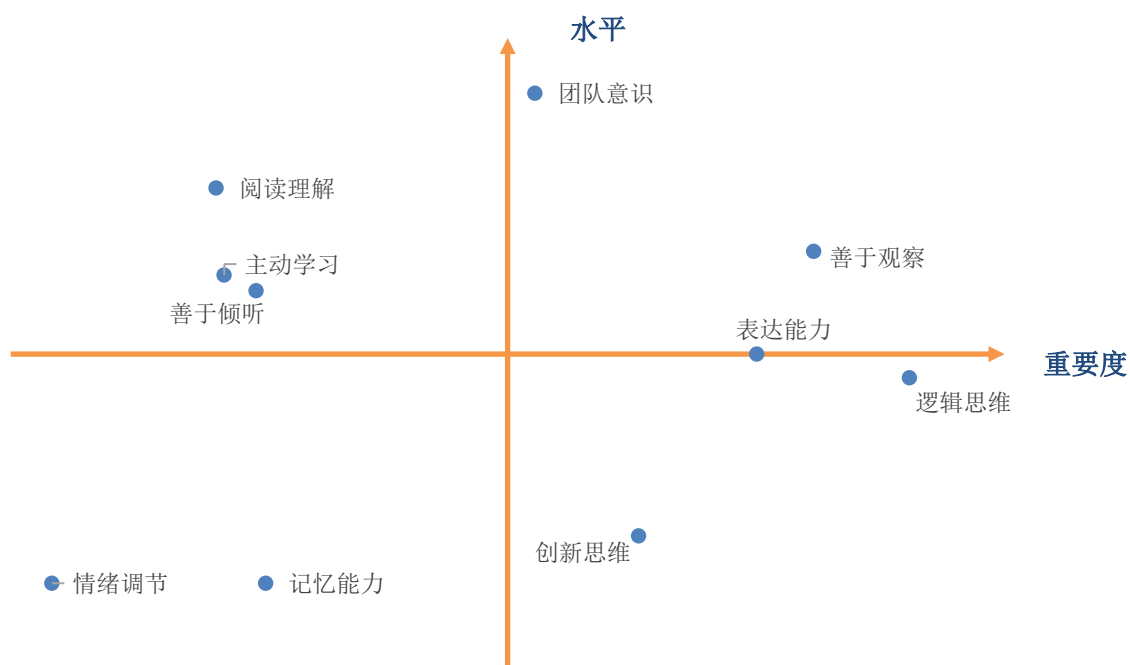 水平
团队意识
阅读理解
善于观察
主动学习
善于倾听
表达能力
重要度
逻辑思维
创新思维
情绪调节
记忆能力